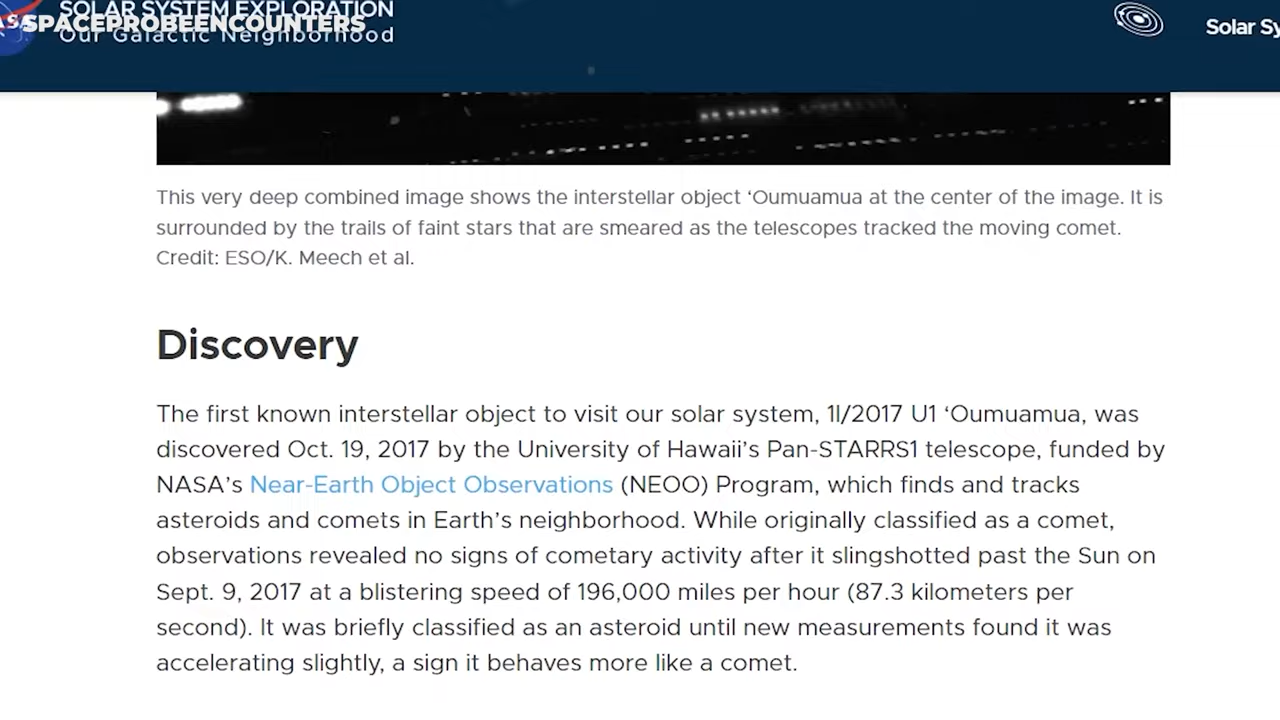 SOLAR SYSTEM EXPLORATION
SPACEPROBEENCOUNTERS
Our Galactic Neighborhood
Solar Sy
This very deep combined image shows the interstellar object ‘Oumuamua at the center of the image. It is
surrounded by the trails of faint stars that are smeared as the telescopes tracked the moving comet.
Credit: ESO/K. Meech et al.
Discovery
The first known interstellar object to visit our solar system, 1I/2017 U1 ‘Oumuamua, was
discovered Oct. 19, 2017 by the University of Hawaii’s Pan-STARRS1 telescope, funded by
NASA’s Near-Earth Object Observations (NEOO) Program, which finds and tracks
asteroids and comets in Earth’s neighborhood. While originally classified as a comet,
observations revealed no signs of cometary activity after it slingshotted past the Sun on
Sept. 9, 2017 at a blistering speed of 196,000 miles per hour (87.3 kilometers per
second). It was briefly classified as an asteroid until new measurements found it was
accelerating slightly, a sign it behaves more like a comet.